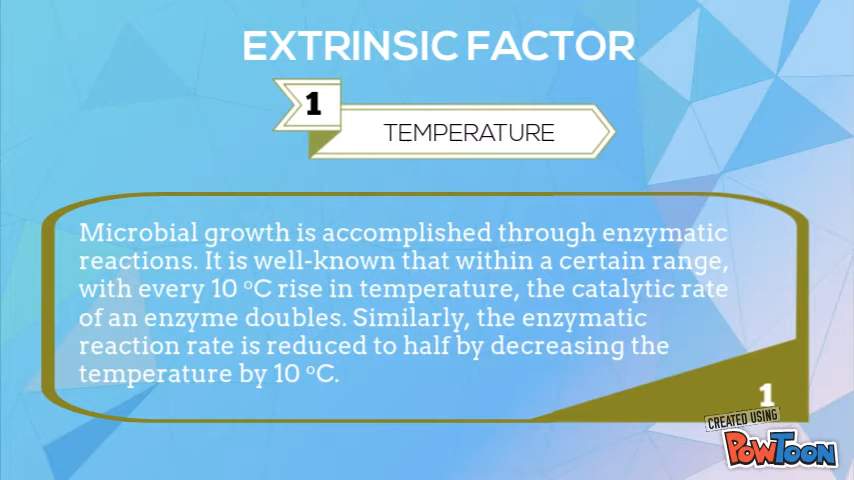 EXTRINSIC FACTOR
1
TEMPERATURE
Microbial growth is accomplished through enzymatic
reactions. It is well-known that within a certain range,
with every 10 ºC rise in temperature, the catalytic rate
of an enzyme doubles. Similarly, the enzymatic
reaction rate is reduced to half by decreasing the
temperature by 10 ºC.
1
CREATED USING
POWTOON